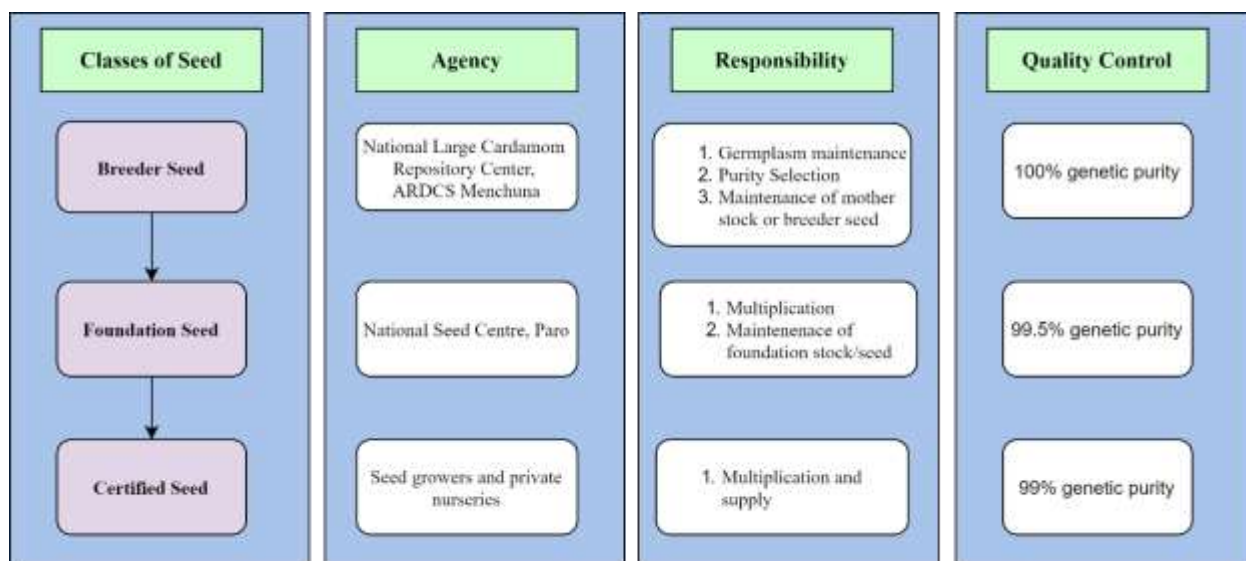 Classes of Seed
Agency
Responsibility
Quality Control
Breeder Seed
National Large Cardamom
Repository Center,
ARDCS Menchuna
1. Germplasm maintenance
2. Purity Selection
3. Maintenance of mother
stock or breeder seed
100% genetic purity
Foundation Seed
National Seed Centre, Paro
1. Multiplication
2. Maintenenace of
foundation stock/seed
99.5% genetic purity
Certified Seed
Seed growers and private
nurseries
1. Multiplication and
supply
99% genetic purity